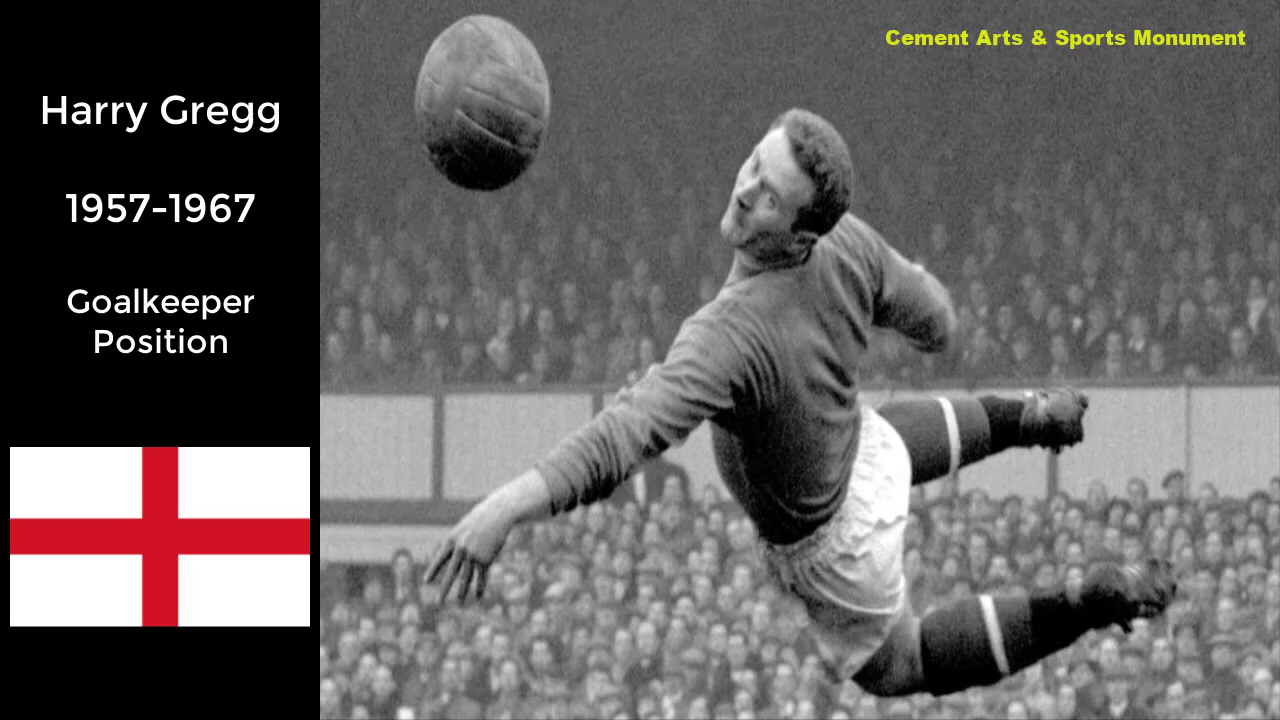 Cement Arts & Sports Monument
Harry Gregg
1957-1967
Goalkeeper
Position